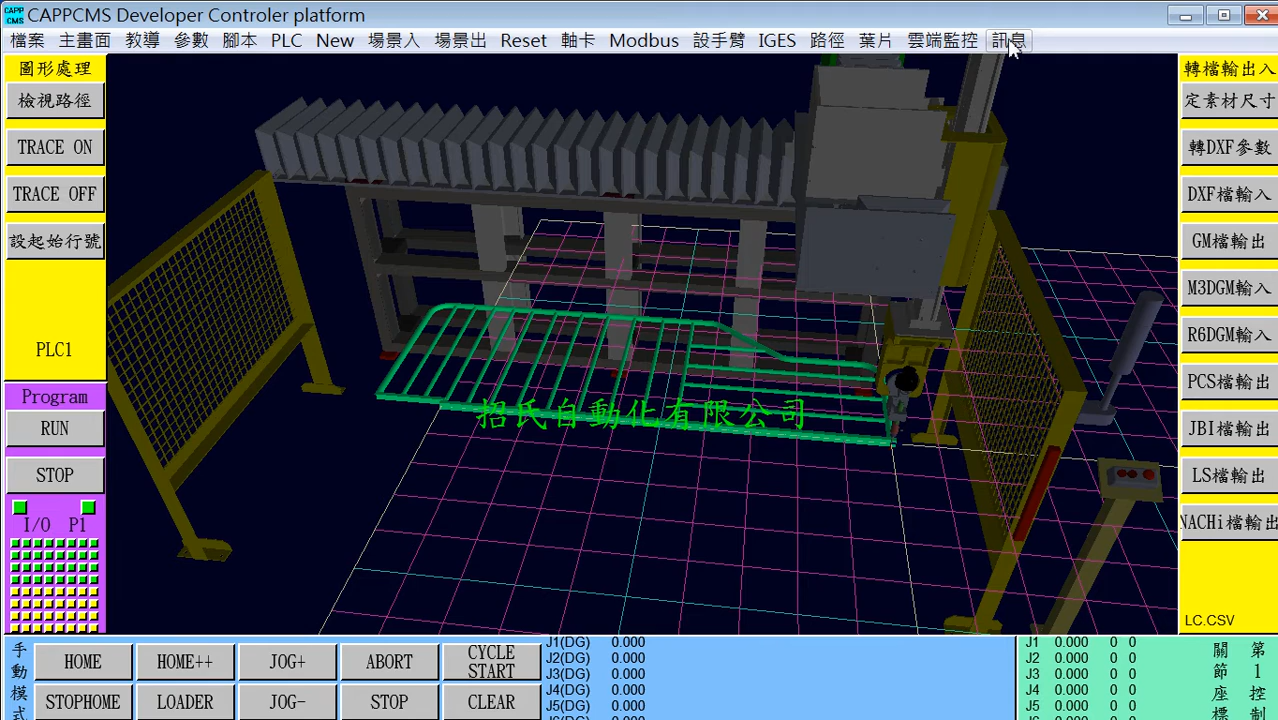 CAPP CMS CAPPCMS Developer Controler platform
檔案 主畫面 教導 參數 腳本 PLC New 場景入 場景出 Reset 軸卡 Modbus 設手臂 IGES 路徑 葉片 雲端監控 訊息
圖形處理
檢視路徑
TRACE ON
TRACE OFF
設起始行號
PLC1
Program
RUN
STOP
I/O P1
招氏自動化有限公司
轉檔輸出入
定素材尺寸
轉DXF參數
DXF檔輸入
GM檔輸出
M3DGM輸入
R6DGM輸入
PCS檔輸出
JBI檔輸出
LS檔輸出
NACHi檔輸出
LC.CSV
手動模式
HOME HOME++ JOG+ ABORT CYCLE START
STOPHOME LOADER JOG- STOP CLEAR
J1(DG) 0.000
J2(DG) 0.000
J3(DG) 0.000
J4(DG) 0.000
J5(DG) 0.000
J1 0.000 0 0
J2 0.000 0 0
J3 0.000 0 0
J4 0.000 0 0
J5 0.000 0 0
關節座標
第1控制